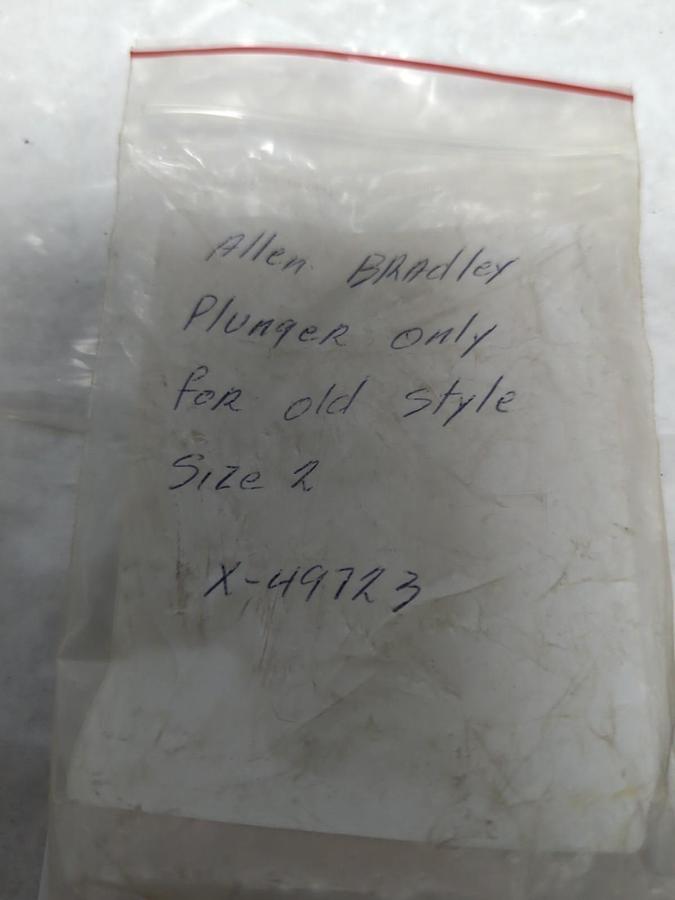 Allen BRAdley
PlungeR only
foR old style
Size 2
X-49723